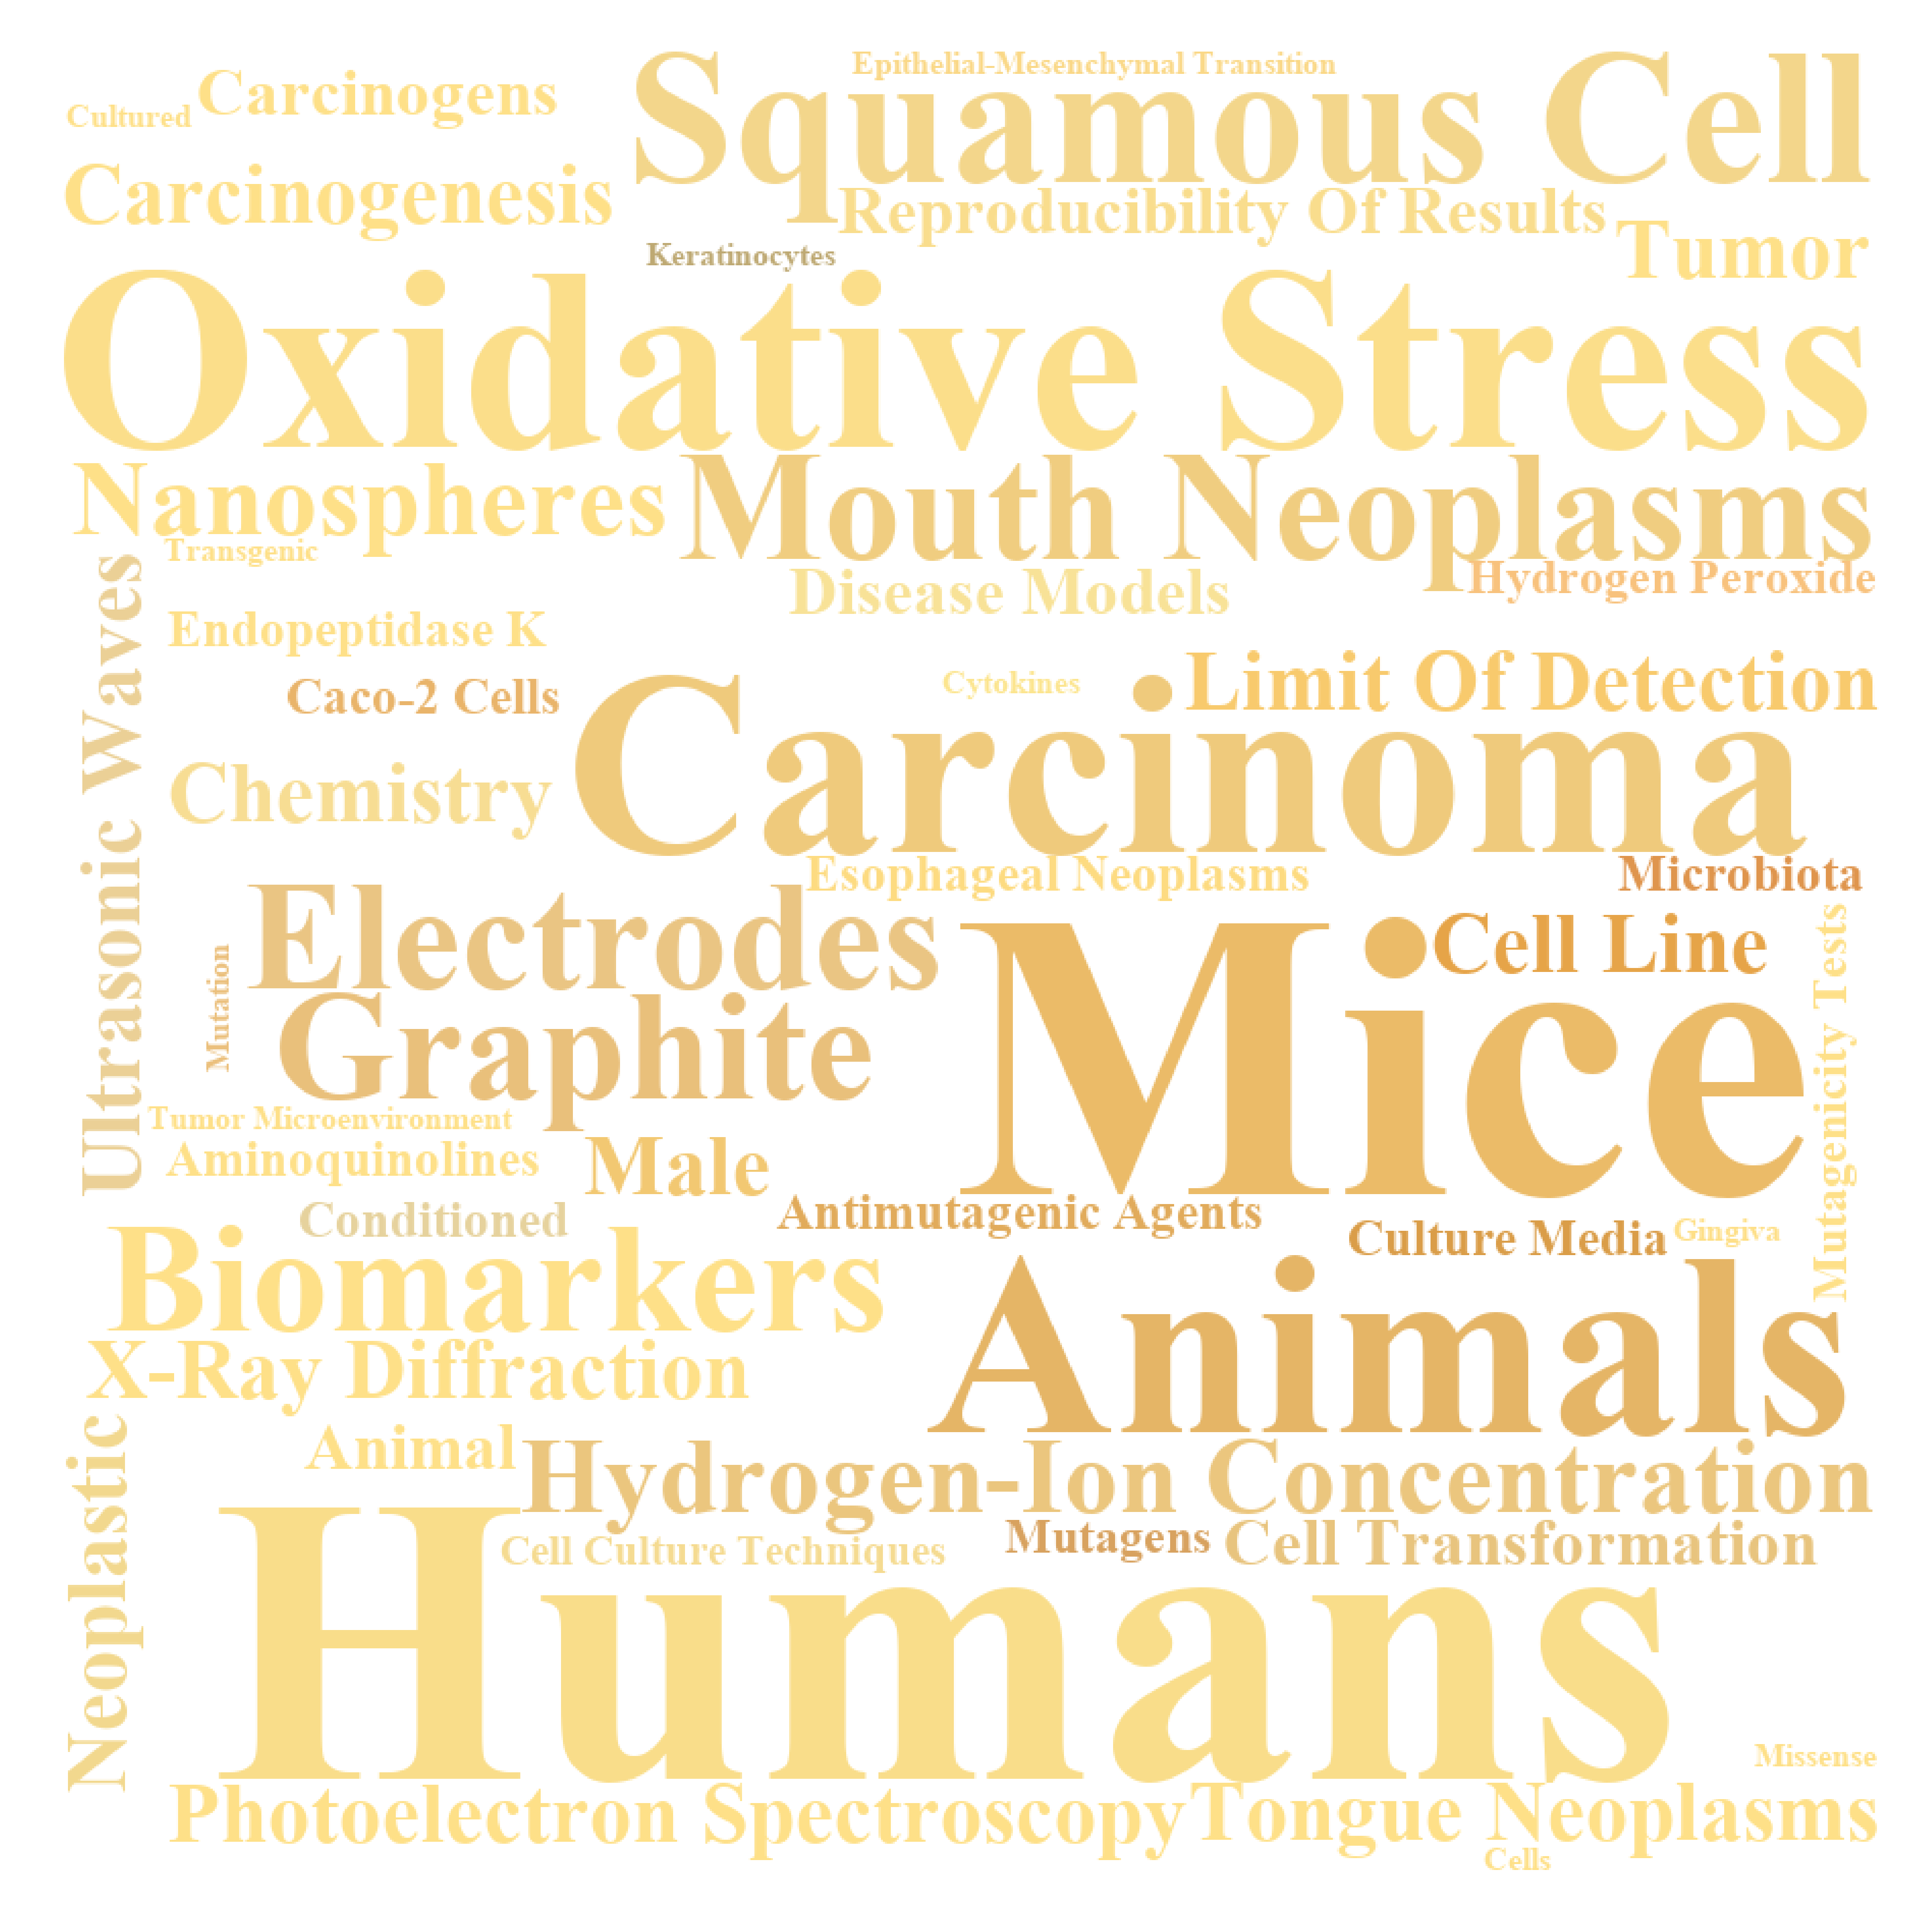 Epithelial-Mesenchymal Transition
Squamous Cell
Carcinogens
Cultured
Carcinogenesis
Reproducibility Of Results
Tumor
Keratinocytes
Oxidative Stress
Nanospheres
Mouth Neoplasms
Transgenic
Disease Models
Hydrogen Peroxide
Ultrasonic Waves
Endopeptidase K
Caco-2 Cells
Cytokines
Limit Of Detection
Chemistry
Carcinoma
Esophageal Neoplasms
Microbiota
Electrodes
Cell Line
Mice
Mutation
Graphite
Mutagenicity Tests
Tumor Microenvironment
Aminoquinolines
Male
Conditioned
Antimutagenic Agents
Culture Media
Gingiva
Biomarkers
Animals
X-Ray Diffraction
Neoplastic
Animal
Hydrogen-Ion Concentration
Cell Culture Techniques
Mutagens
Cell Transformation
Humans
Missense
Photoelectron Spectroscopy
Tongue Neoplasms
Cells